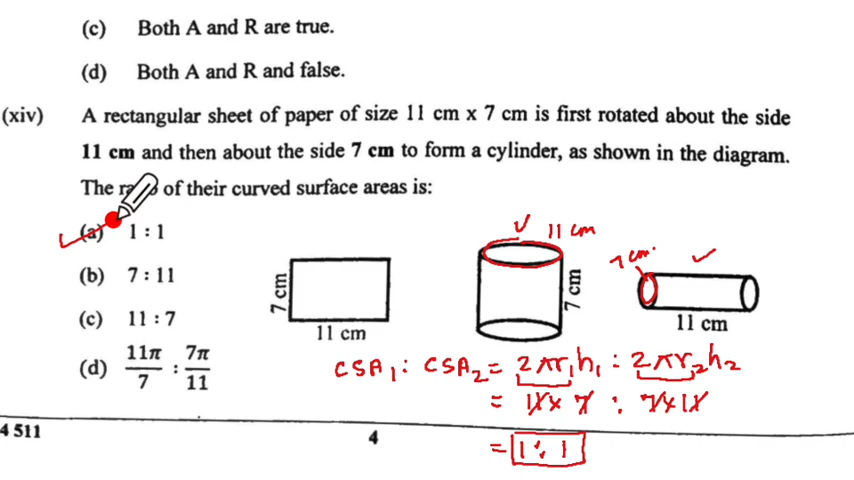 (c) Both A and R are true.
(d) Both A and R and false.
(xiv) A rectangular sheet of paper of size 11 cm x 7 cm is first rotated about the side
11 cm and then about the side 7 cm to form a cylinder, as shown in the diagram.
The of their curved surface areas is:
(a) 1 : 1
(b) 7 : 11
(c) 11 : 7
(d) 11π/7 : 7π/11
7 cm
11 cm
11 cm
7 cm
7 cm.
11 cm
CSA₁ : CSA₂ = 2πr₁h₁ : 2πr₂h₂
= 11 x 7 : 7 x 11
= 1 : 1
4 511
4